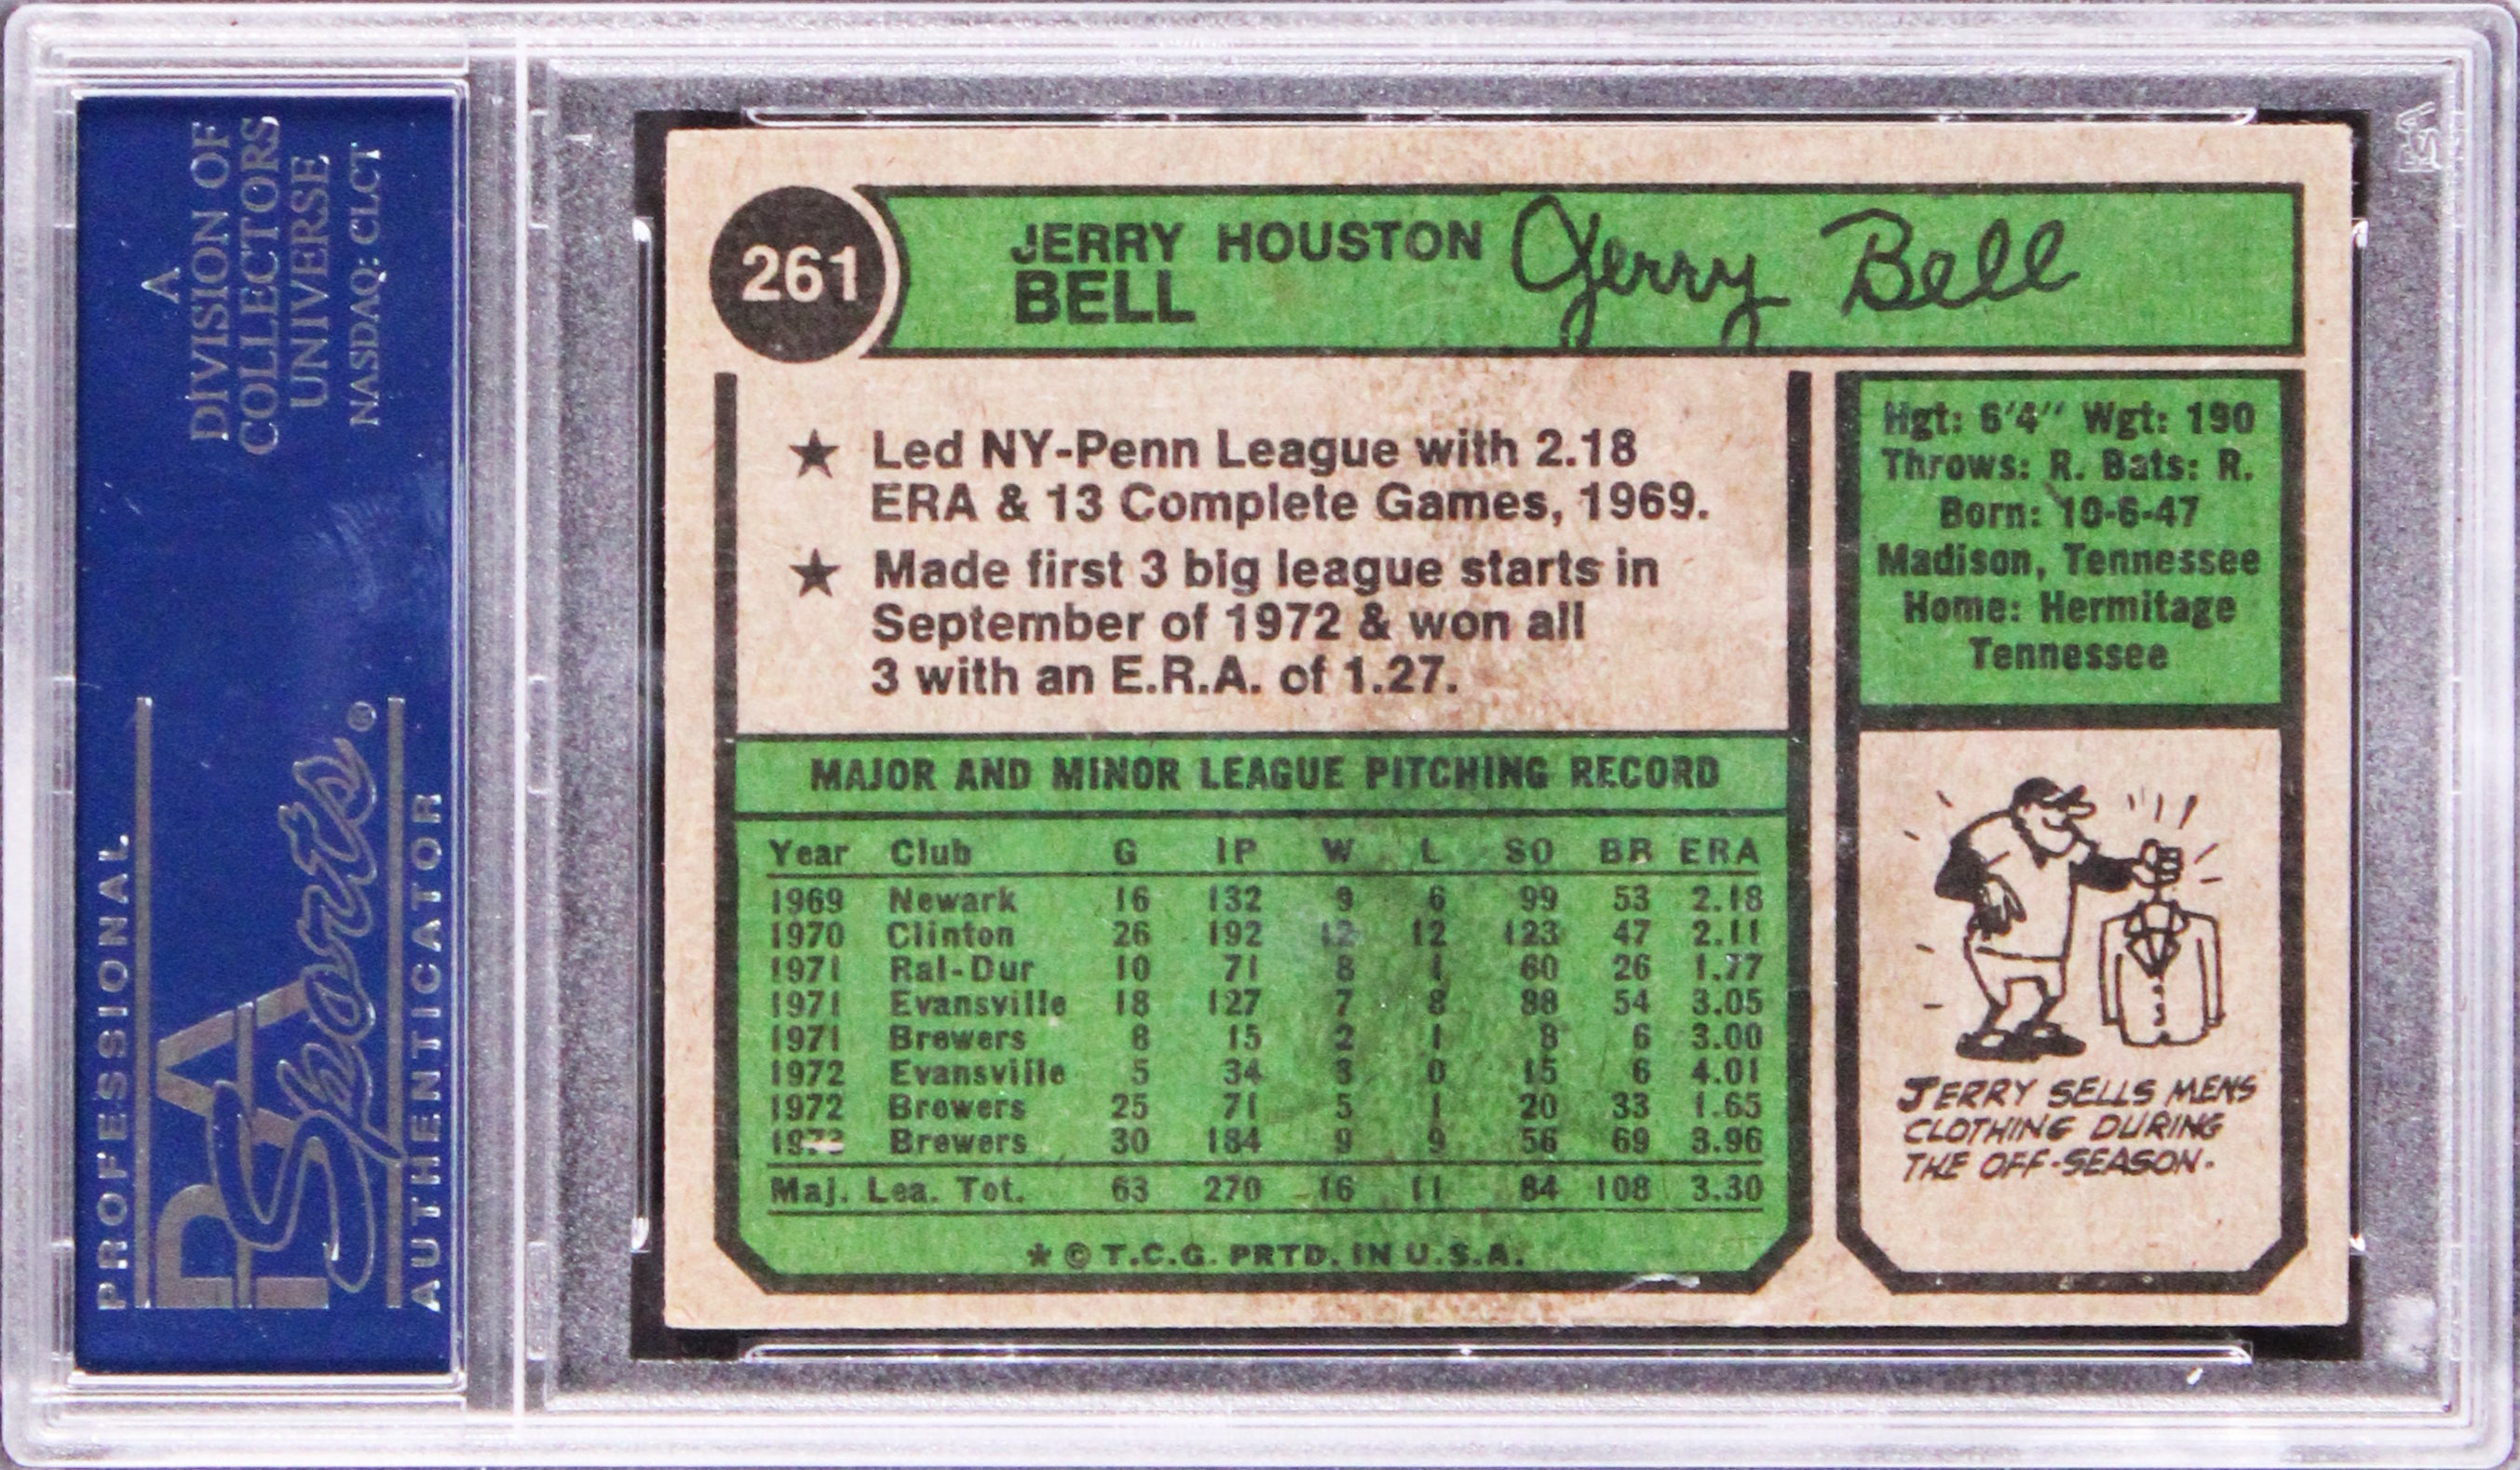 A
DIVISION OF
COLLECTORS
UNIVERSE
NASDAQ: CLCT
PROFESSIONAL
PSA
Sports®
AUTHENTICATOR
PSA
261
JERRY HOUSTON
BELL
Jerry Bell
★ Led NY-Penn League with 2.18
ERA & 13 Complete Games, 1969.
★ Made first 3 big league starts in
September of 1972 & won all
3 with an E.R.A. of 1.27.
Hgt: 6'4" Wgt: 190
Throws: R. Bats: R.
Born: 10-6-47
Madison, Tennessee
Home: Hermitage
Tennessee
MAJOR AND MINOR LEAGUE PITCHING RECORD
Year Club G IP W L SO BB ERA
1969 Newark 16 132 9 6 99 53 2.18
1970 Clinton 26 192 12 12 123 47 2.11
1971 Ral-Dur 10 71 8 1 60 26 1.77
1971 Evansville 18 127 7 8 88 54 3.05
1971 Brewers 8 15 2 1 8 6 3.00
1972 Evansville 5 34 3 0 15 6 4.01
1972 Brewers 25 71 5 1 20 33 1.65
1973 Brewers 30 184 9 9 56 69 3.96
Maj. Lea. Tot. 63 270 16 11 84 108 3.30
* © T.C.G. PRTD. IN U.S.A.
JERRY SELLS MENS
CLOTHING DURING
THE OFF-SEASON.